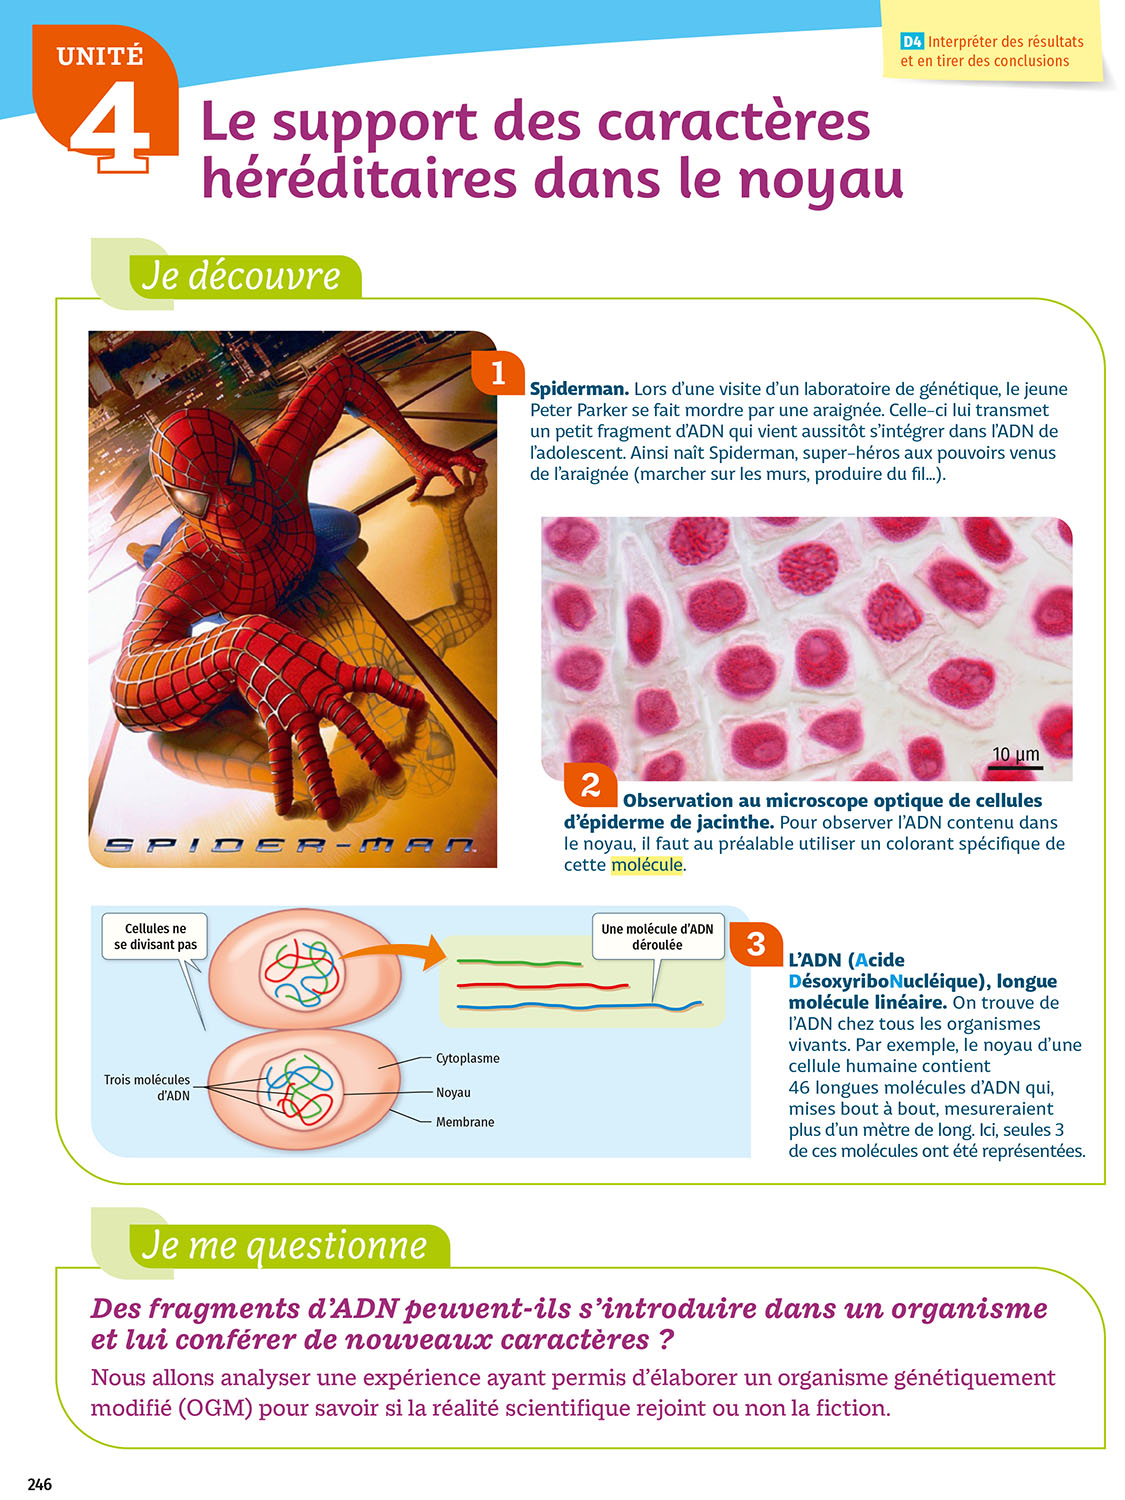 UNITÉ
4
D4 Interpréter des résultats
et en tirer des conclusions
Le support des caractères
héréditaires dans le noyau
Je découvre
1
Spiderman. Lors d’une visite d’un laboratoire de génétique, le jeune
Peter Parker se fait mordre par une araignée. Celle-ci lui transmet
un petit fragment d’ADN qui vient aussitôt s’intégrer dans l’ADN de
l’adolescent. Ainsi naît Spiderman, super-héros aux pouvoirs venus
de l’araignée (marcher sur les murs, produire du fil…).
SPIDER-MAN
10 µm
2
Observation au microscope optique de cellules
d’épiderme de jacinthe. Pour observer l’ADN contenu dans
le noyau, il faut au préalable utiliser un colorant spécifique de
cette molécule.
Cellules ne
se divisant pas
Une molécule d’ADN
déroulée
Trois molécules
d’ADN
Cytoplasme
Noyau
Membrane
3
L’ADN (Acide
DésoxyriboNucléique), longue
molécule linéaire. On trouve de
l’ADN chez tous les organismes
vivants. Par exemple, le noyau d’une
cellule humaine contient
46 longues molécules d’ADN qui,
mises bout à bout, mesureraient
plus d’un mètre de long. Ici, seules 3
de ces molécules ont été représentées.
Je me questionne
Des fragments d’ADN peuvent-ils s’introduire dans un organisme
et lui conférer de nouveaux caractères ?
Nous allons analyser une expérience ayant permis d’élaborer un organisme génétiquement
modifié (OGM) pour savoir si la réalité scientifique rejoint ou non la fiction.
246